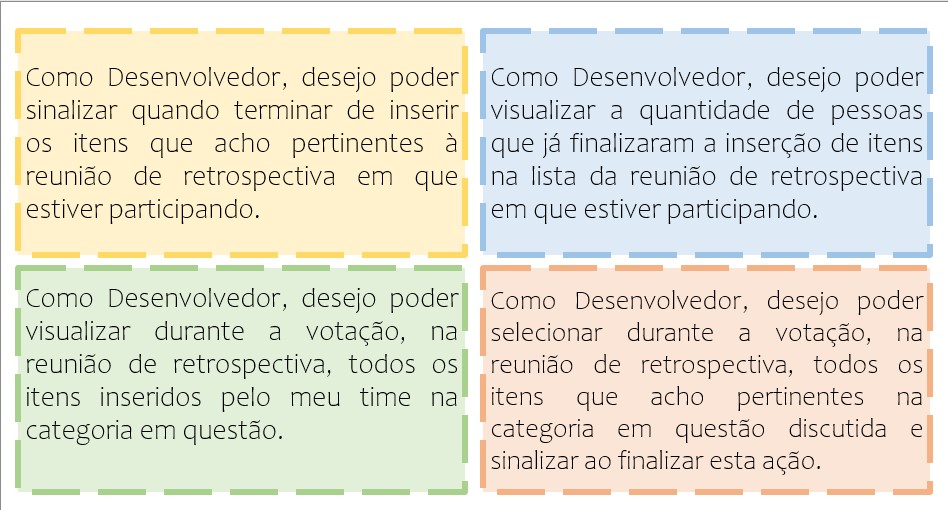 Como Desenvolvedor, desejo poder
sinalizar quando terminar de inserir
os itens que acho pertinentes à
reunião de retrospectiva em que
estiver participando.
Como Desenvolvedor, desejo poder
visualizar a quantidade de pessoas
que já finalizaram a inserção de itens
na lista da reunião de retrospectiva
em que estiver participando.
Como Desenvolvedor, desejo poder
visualizar durante a votação, na
reunião de retrospectiva, todos os
itens inseridos pelo meu time na
categoria em questão.
Como Desenvolvedor, desejo poder
selecionar durante a votação, na
reunião de retrospectiva, todos os
itens que acho pertinentes na
categoria em questão discutida e
sinalizar ao finalizar esta ação.